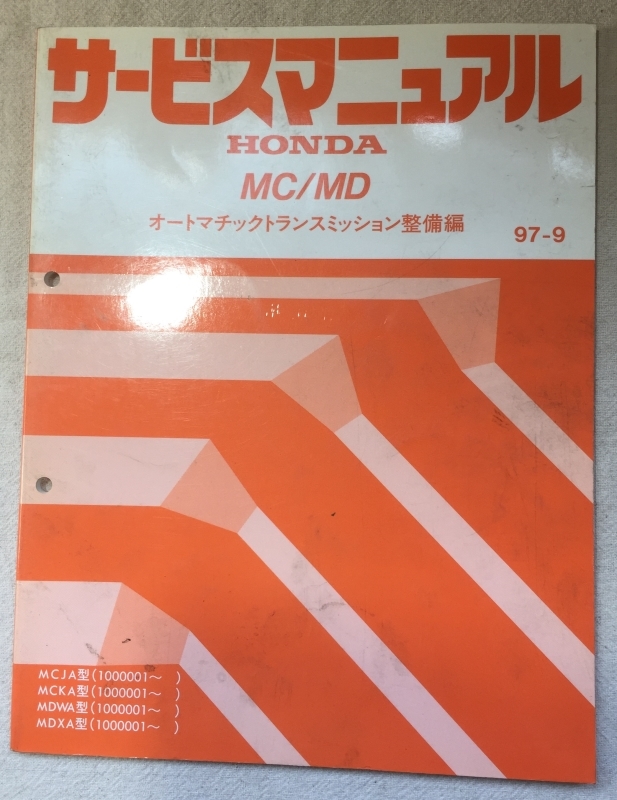 サービスマニュアル
HONDA
MC/MD
オートマチックトランスミッション整備編
97-9
MCJA型(1000001〜 )
MCKA型(1000001〜 )
MDWA型(1000001〜 )
MDXA型(1000001〜 )